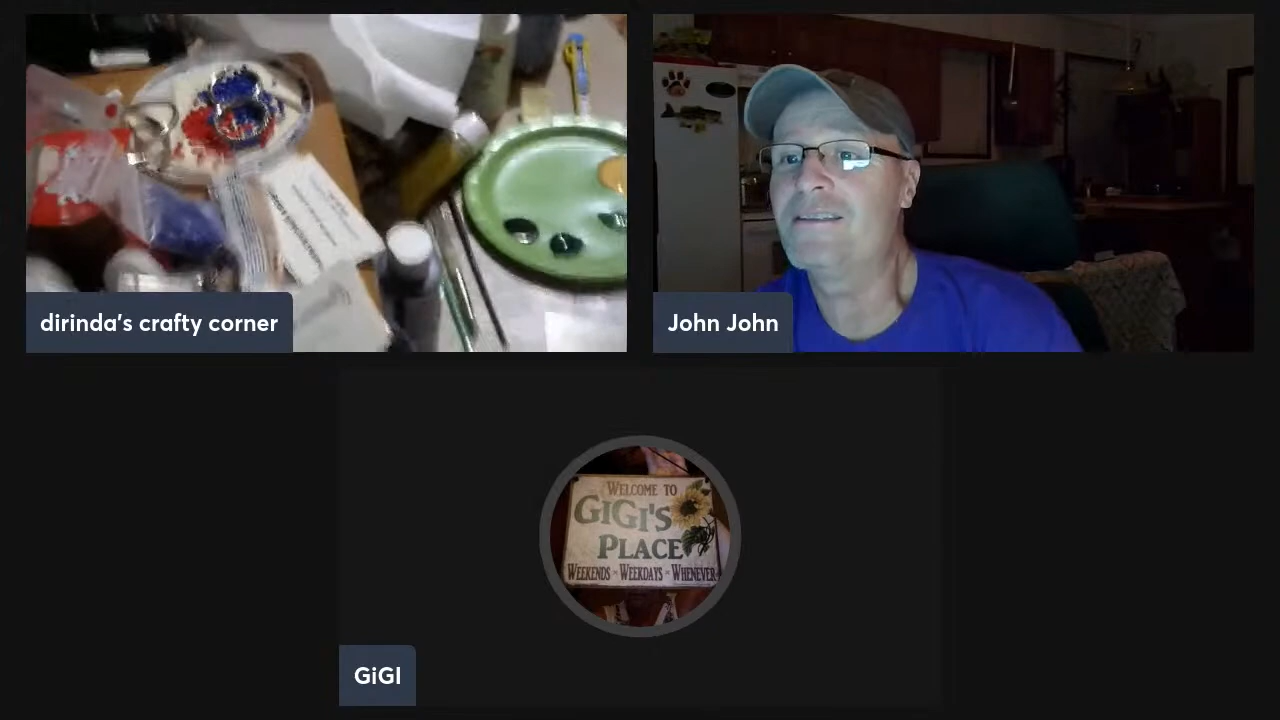 dirinda's crafty corner
John John
WELCOME TO
GIGI'S
PLACE
WEEKENDS - WEEKDAYS - WHENEVER
GiGI